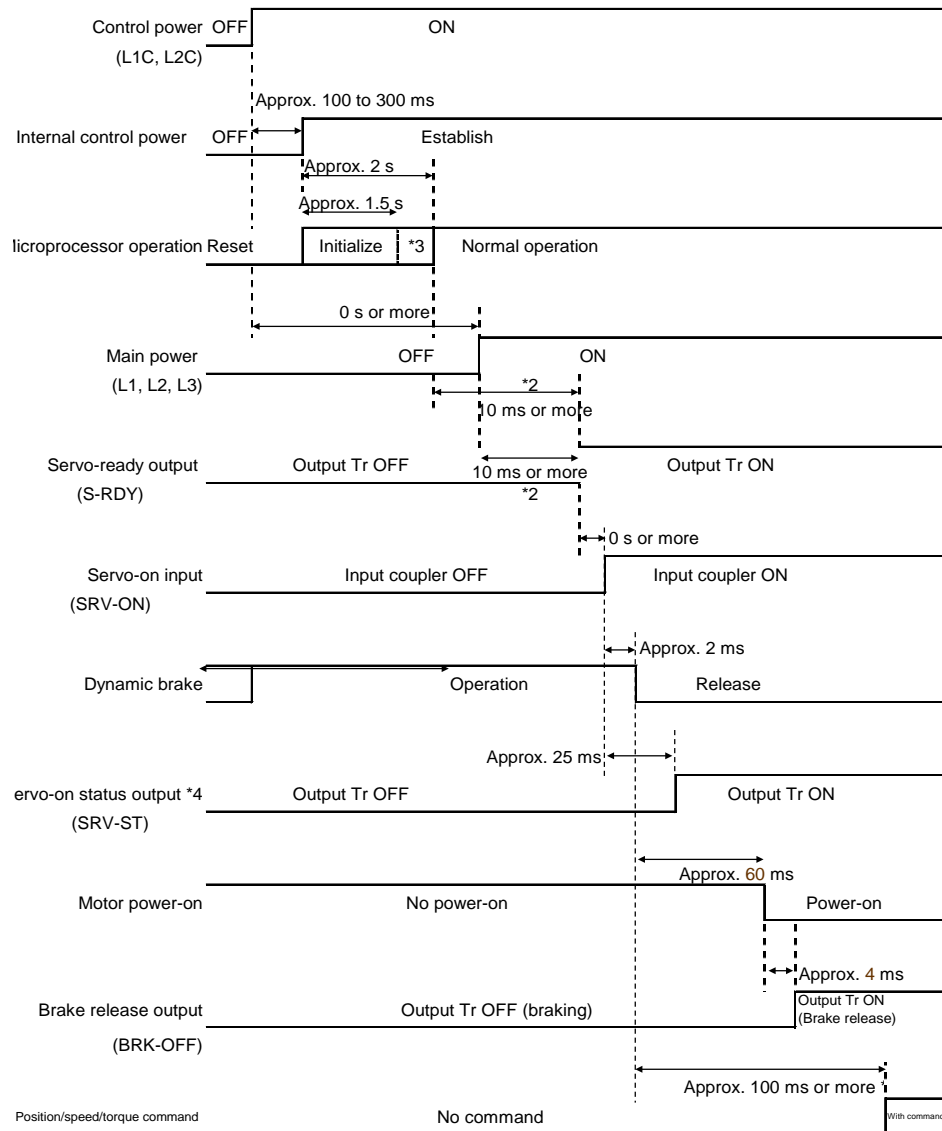 Control power OFF ON
(L1C, L2C)
Approx. 100 to 300 ms
Internal control power OFF Establish
Approx. 2 s
Approx. 1.5 s
licroprocessor operation Reset Initialize *3 Normal operation
0 s or more
Main power OFF ON
(L1, L2, L3)
*2
10 ms or more
Servo-ready output Output Tr OFF Output Tr ON
(S-RDY)
10 ms or more
*2
0 s or more
Servo-on input Input coupler OFF Input coupler ON
(SRV-ON)
Approx. 2 ms
Dynamic brake Operation Release
Approx. 25 ms
ervo-on status output *4 Output Tr OFF Output Tr ON
(SRV-ST)
Approx. 60 ms
Motor power-on No power-on Power-on
Approx. 4 ms
Brake release output Output Tr OFF (braking) Output Tr ON
(Brake release)
(BRK-OFF)
Approx. 100 ms or more
Position/speed/torque command No command With command